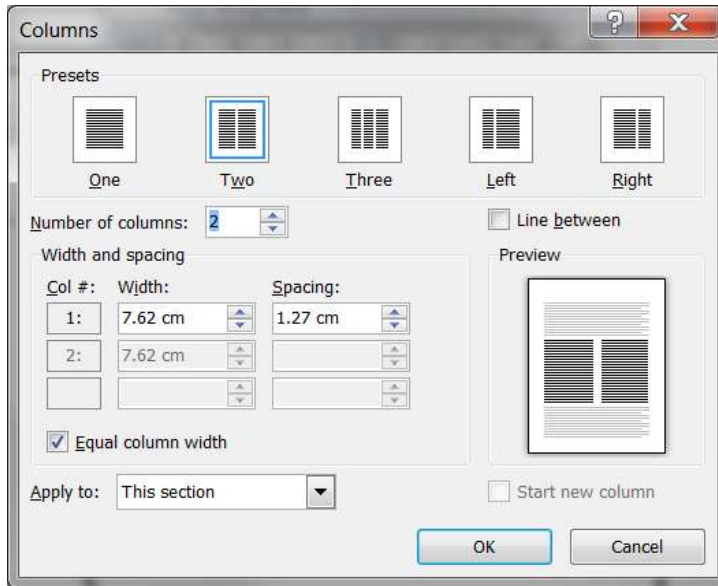 Columns
Presets
One Two Three Left Right
Number of columns: 2 Line between
Width and spacing Preview
Col #: Width: Spacing:
1: 7.62 cm 1.27 cm
2: 7.62 cm
Equal column width
Apply to: This section Start new column
OK Cancel